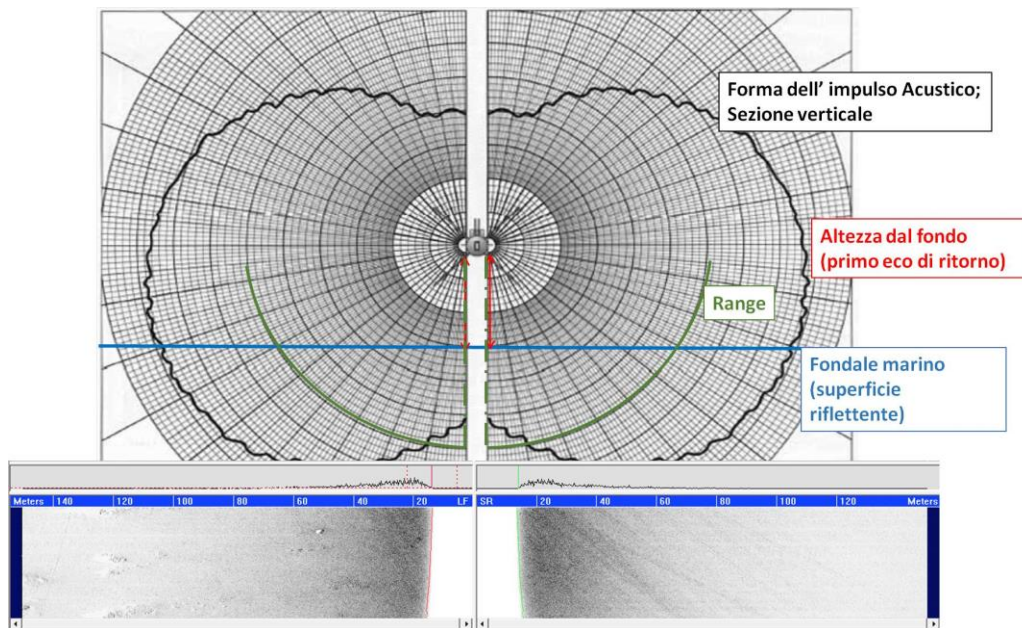 Forma dell' impulso Acustico;
Sezione verticale
Altezza dal fondo
(primo eco di ritorno)
Range
Fondale marino
(superficie
riflettente)
Meters 140 120 100 80 60 40 20 LF
SR 20 40 60 80 100 120 Meters